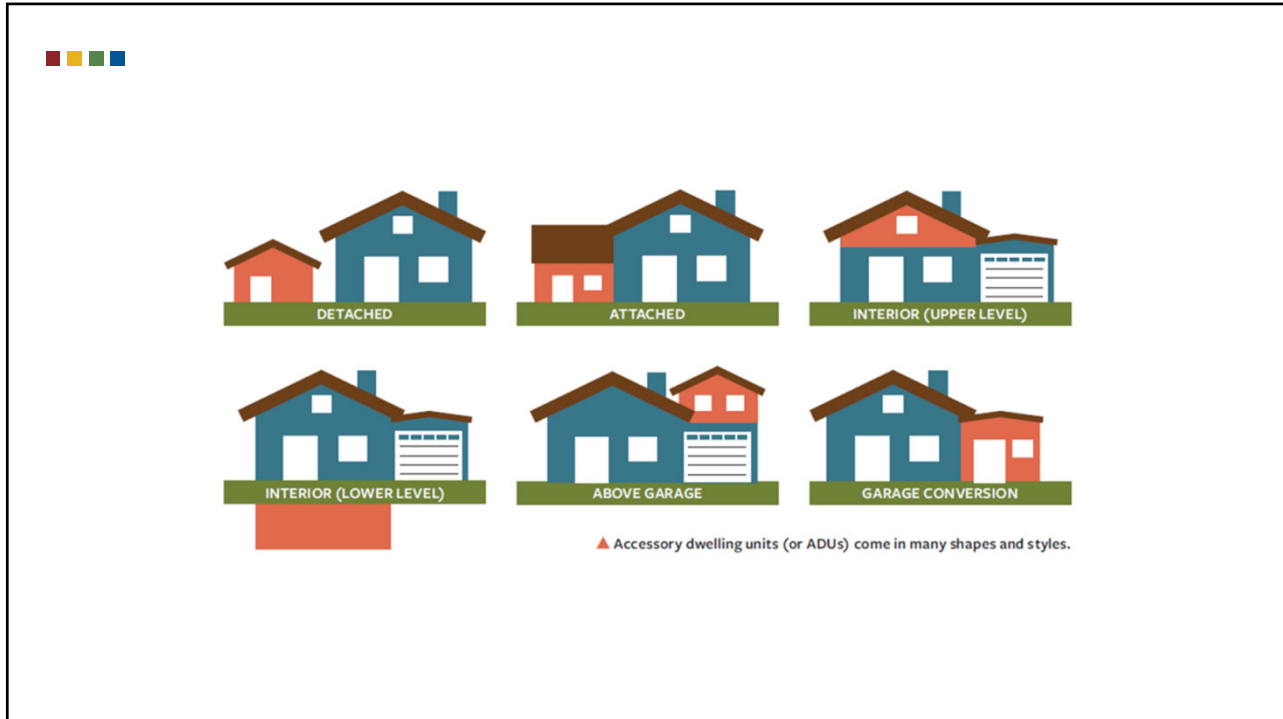 DETACHED
ATTACHED
INTERIOR (UPPER LEVEL)
INTERIOR (LOWER LEVEL)
ABOVE GARAGE
GARAGE CONVERSION
Accessory dwelling units (or ADUs) come in many shapes and styles.